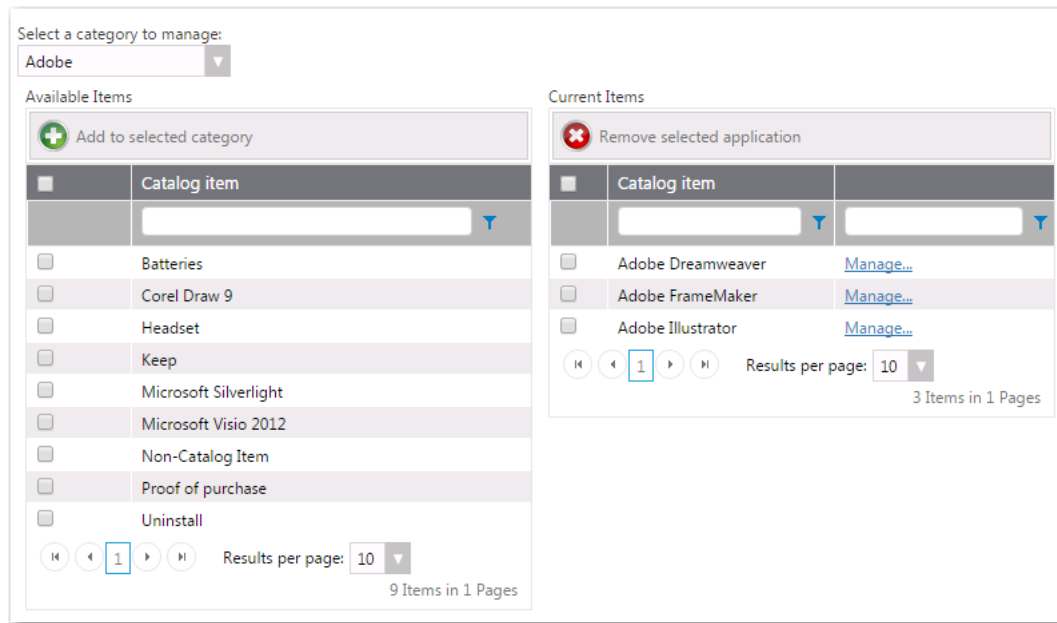 Select a category to manage:
Adobe
Available Items
Add to selected category
Catalog item
Batteries
Corel Draw 9
Headset
Keep
Microsoft Silverlight
Microsoft Visio 2012
Non-Catalog Item
Proof of purchase
Uninstall
1 Results per page: 10
9 Items in 1 Pages
Current Items
Remove selected application
Catalog item
Adobe Dreamweaver Manage...
Adobe FrameMaker Manage...
Adobe Illustrator Manage...
1 Results per page: 10
3 Items in 1 Pages